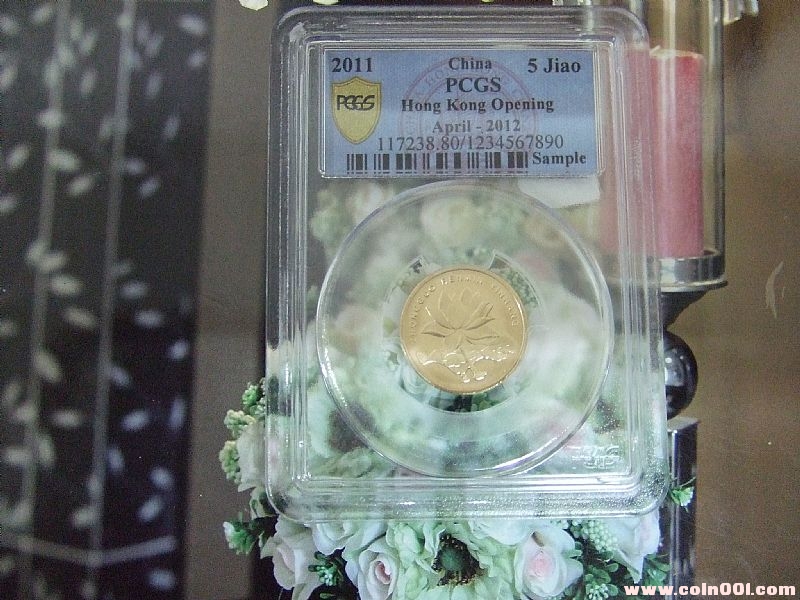 2011 China 5 Jiao
PCGS
PCGS
Hong Kong Opening
April - 2012
117238.80/1234567890
Sample
www.coin001.com